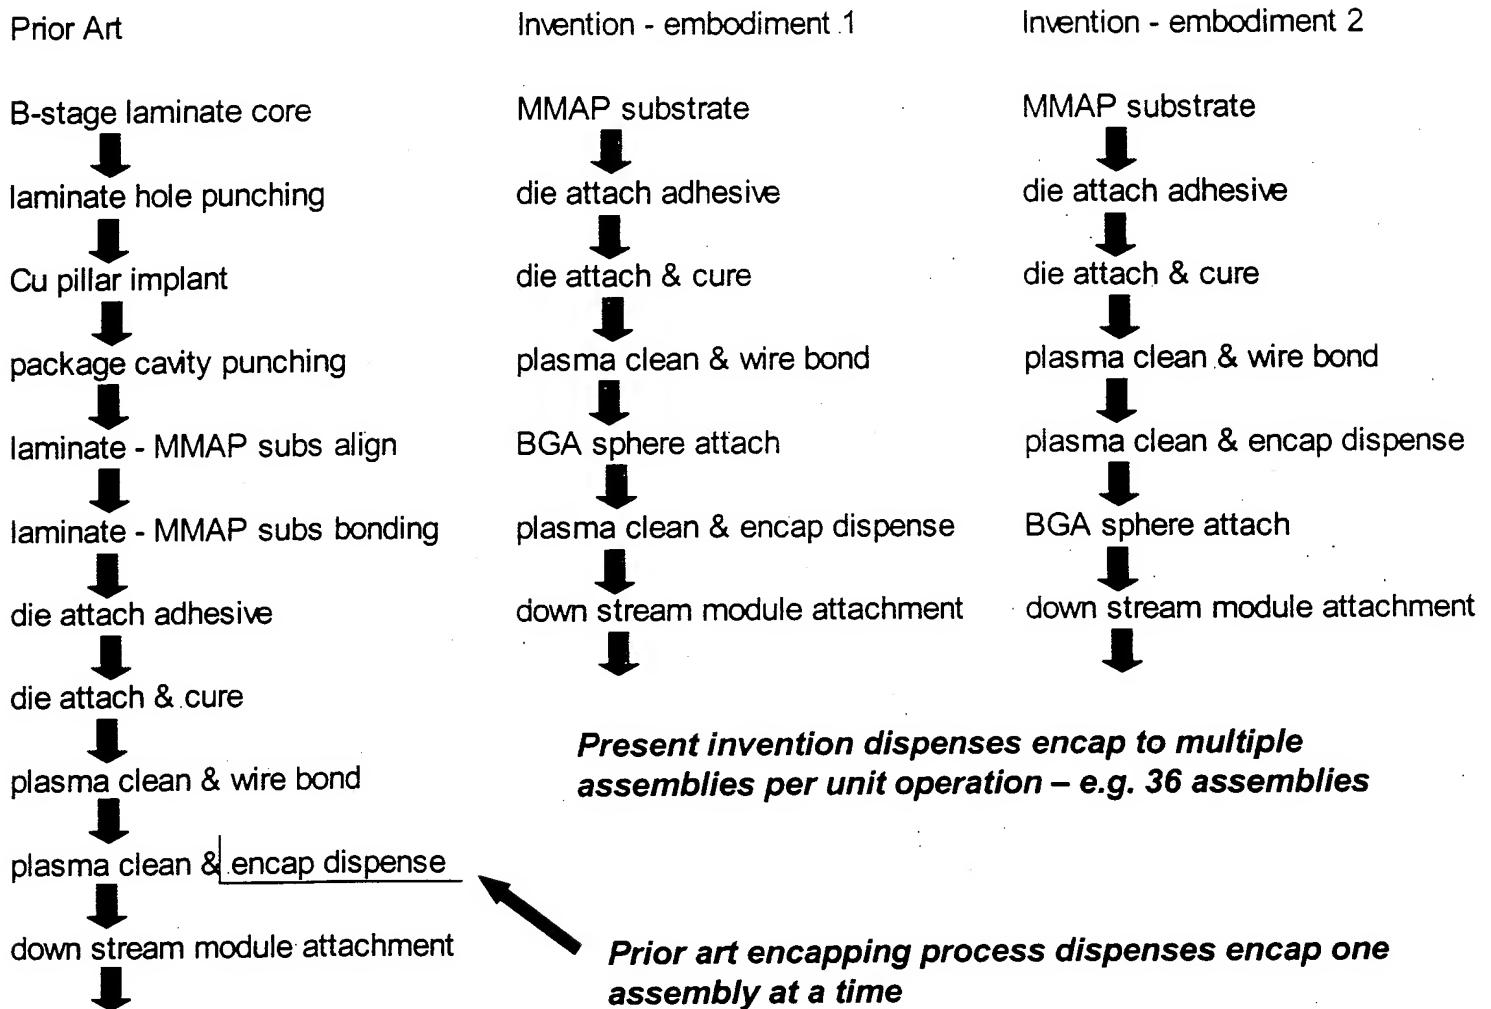 Prior Art
B-stage laminate core
laminate hole punching
Cu pillar implant
package cavity punching
laminate - MMAP subs align
laminate - MMAP subs bonding
die attach adhesive
die attach & cure
plasma clean & wire bond
plasma clean & encap dispense
down stream module attachment
Invention - embodiment 1
MMAP substrate
die attach adhesive
die attach & cure
plasma clean & wire bond
BGA sphere attach
plasma clean & encap dispense
down stream module attachment
Invention - embodiment 2
MMAP substrate
die attach adhesive
die attach & cure
plasma clean & wire bond
plasma clean & encap dispense
BGA sphere attach
down stream module attachment
Present invention dispenses encap to multiple
assemblies per unit operation – e.g. 36 assemblies
Prior art encapping process dispenses encap one
assembly at a time